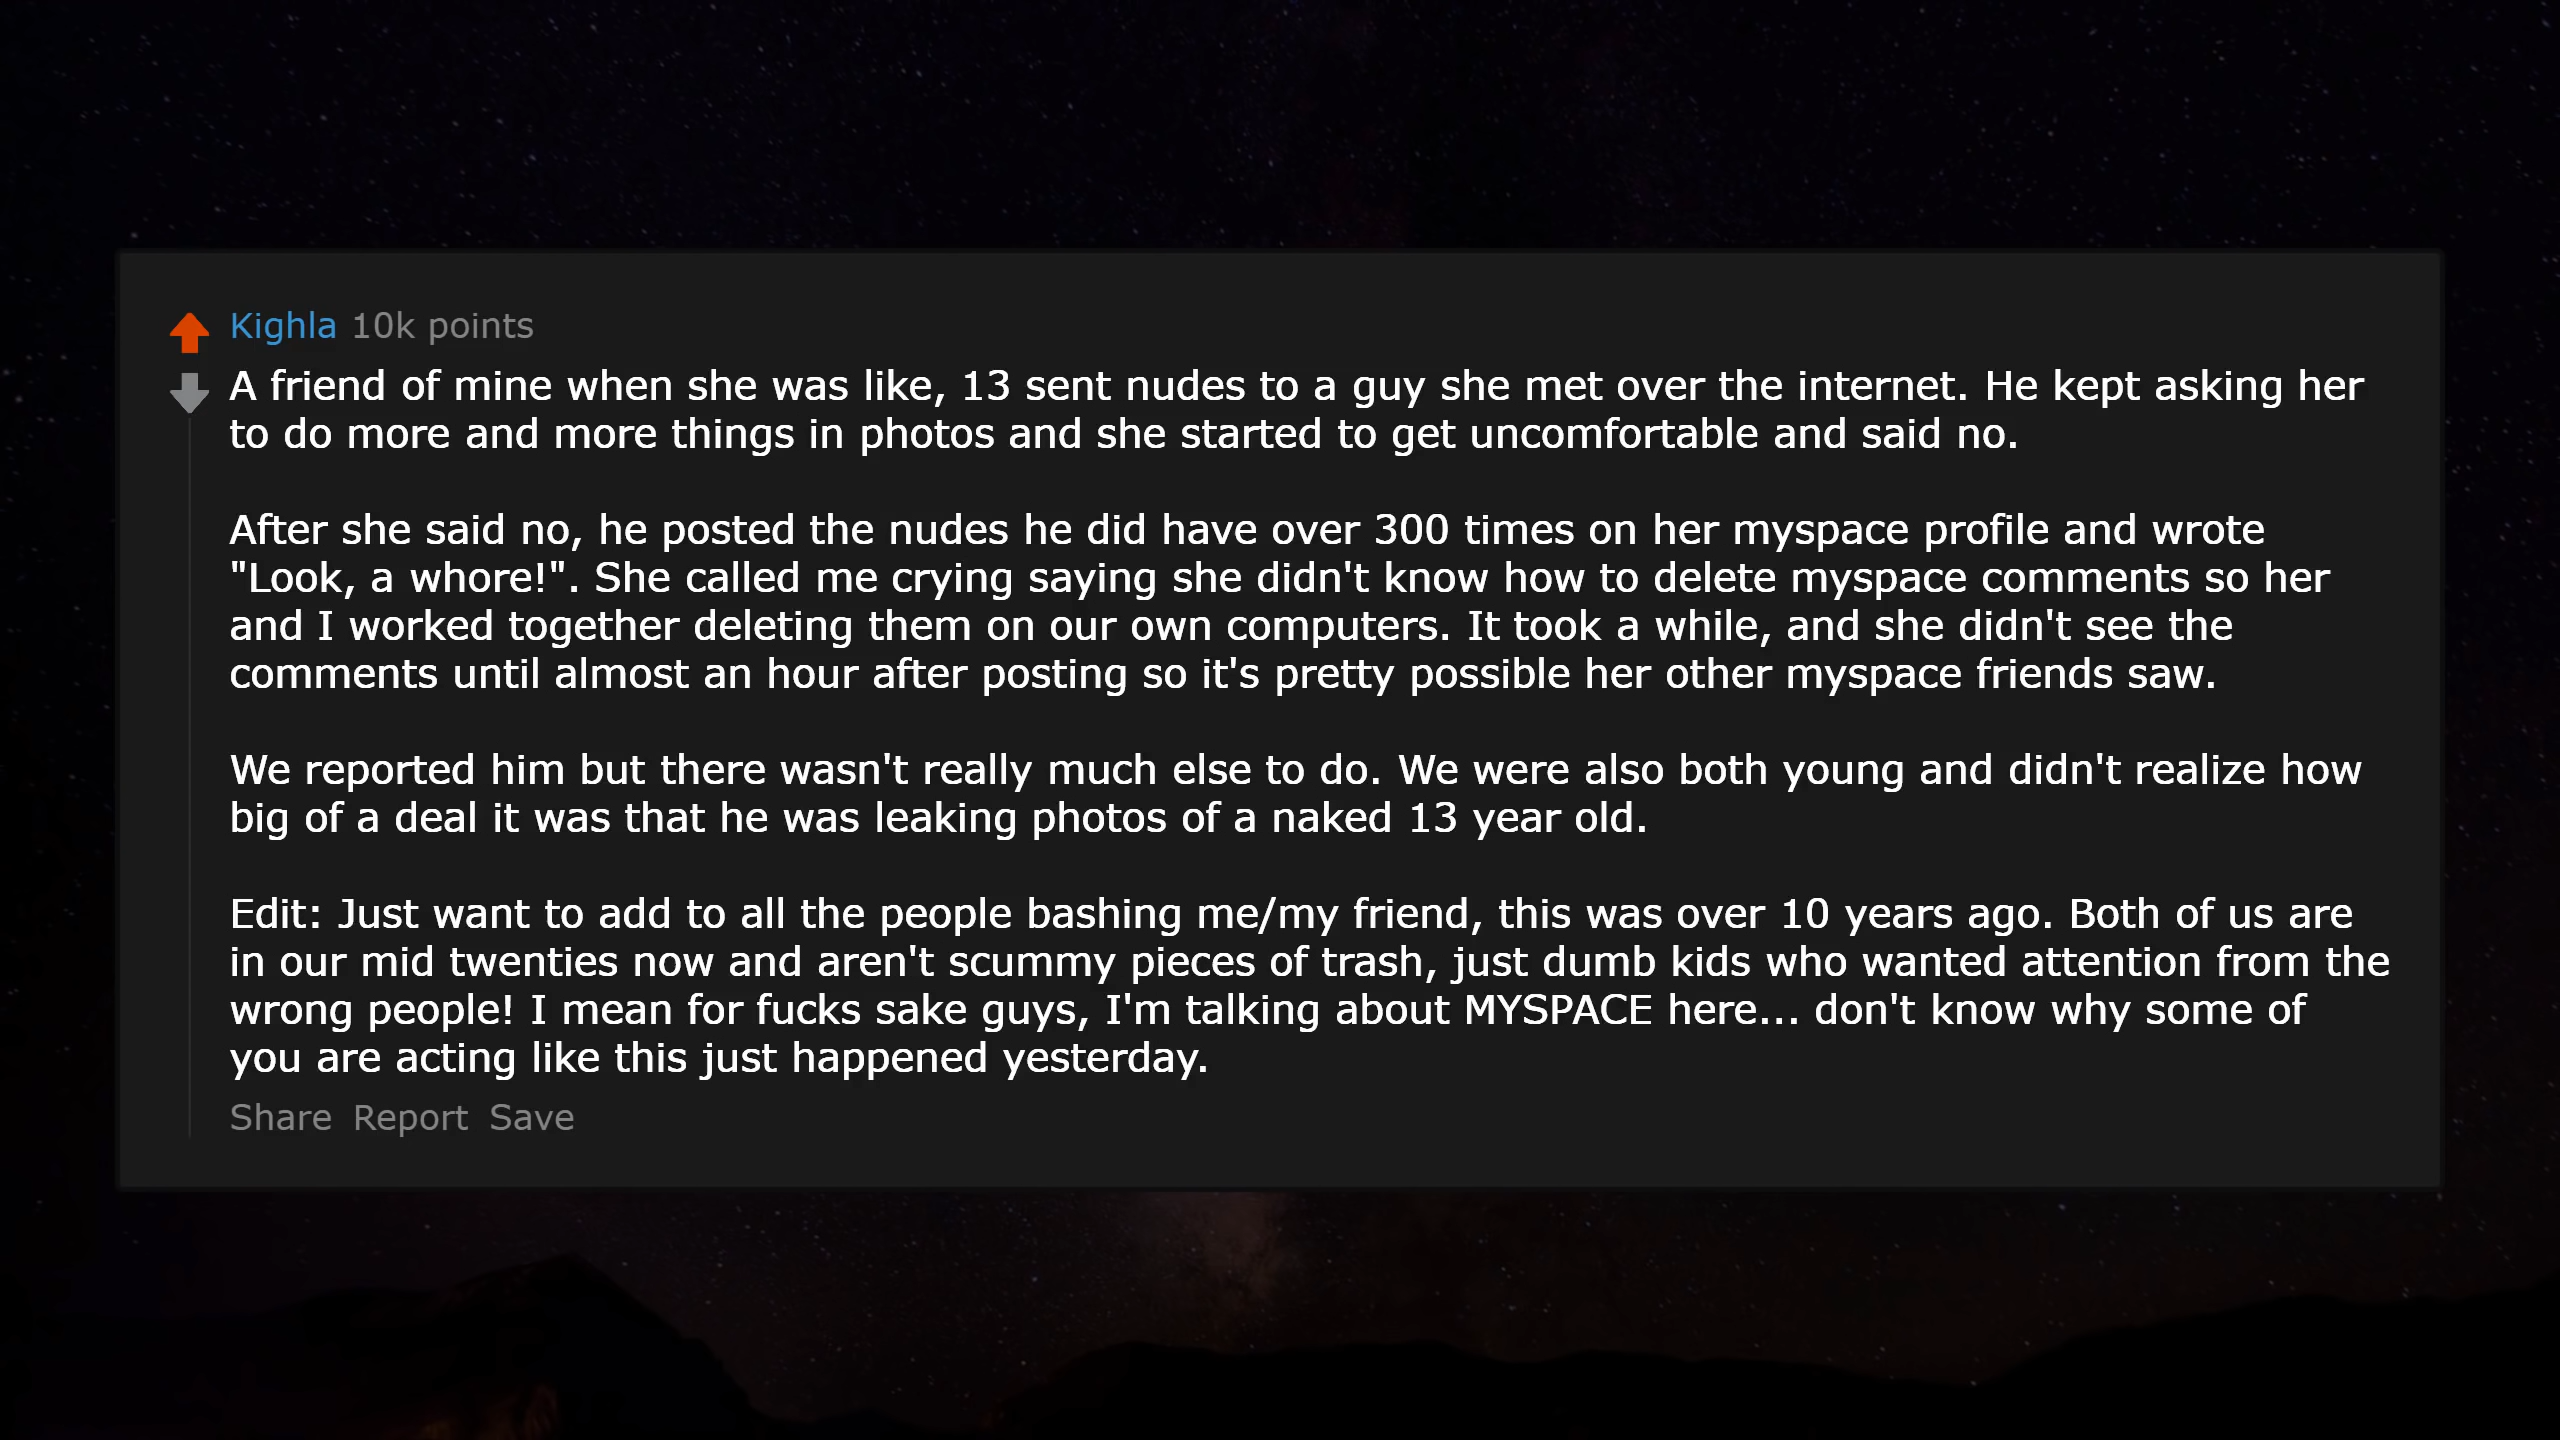 Kighla 10k points
A friend of mine when she was like, 13 sent nudes to a guy she met over the internet. He kept asking her
to do more and more things in photos and she started to get uncomfortable and said no.
After she said no, he posted the nudes he did have over 300 times on her myspace profile and wrote
"Look, a whore!". She called me crying saying she didn't know how to delete myspace comments so her
and I worked together deleting them on our own computers. It took a while, and she didn't see the
comments until almost an hour after posting so it's pretty possible her other myspace friends saw.
We reported him but there wasn't really much else to do. We were also both young and didn't realize how
big of a deal it was that he was leaking photos of a naked 13 year old.
Edit: Just want to add to all the people bashing me/my friend, this was over 10 years ago. Both of us are
in our mid twenties now and aren't scummy pieces of trash, just dumb kids who wanted attention from the
wrong people! I mean for fucks sake guys, I'm talking about MYSPACE here... don't know why some of
you are acting like this just happened yesterday.
Share Report Save